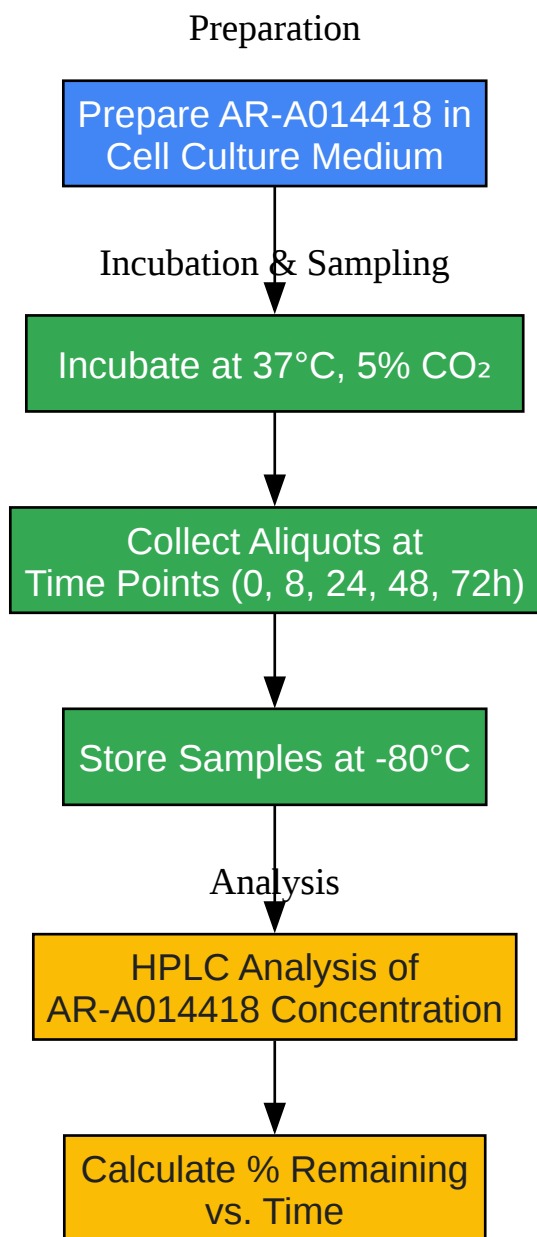 Preparation
Prepare AR-A014418 in
Cell Culture Medium
Incubation & Sampling
Incubate at 37°C, 5% CO₂
Collect Aliquots at
Time Points (0, 8, 24, 48, 72h)
Store Samples at -80°C
Analysis
HPLC Analysis of
AR-A014418 Concentration
Calculate % Remaining
vs. Time